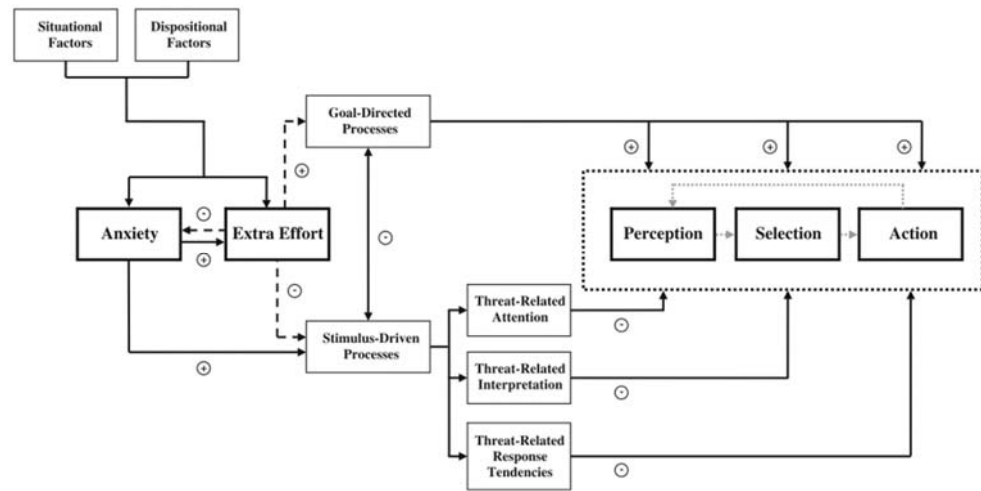 Situational
Factors
Dispositional
Factors
Goal-Directed
Processes
+
+
+
+
-
Anxiety
+
Extra Effort
-
-
Perception
Selection
Action
Stimulus-Driven
Processes
+
Threat-Related
Attention
-
Threat-Related
Interpretation
-
Threat-Related
Response
Tendencies
-